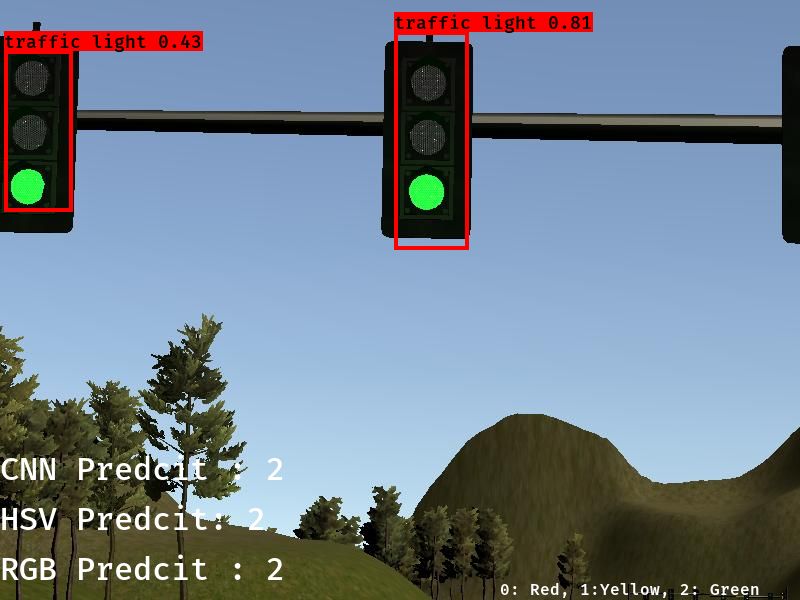 traffic light 0.81
traffic light 0.43
CNN Predcit : 2
HSV Predcit: 2
RGB Predcit : 2
0: Red, 1:Yellow, 2: Green